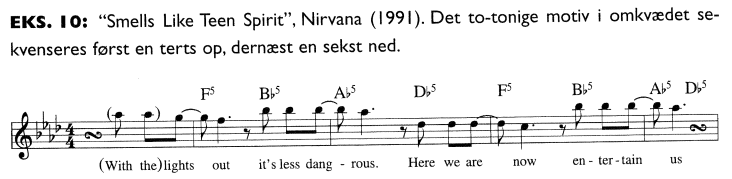 EKS. 10: “Smells Like Teen Spirit”, Nirvana (1991). Det to-tonige motiv i omkvædet se-
kvenseres først en terts op, dernæst en sekst ned.
F5 B♭5 A♭5 D♭5 F5 B♭5 A♭5 D♭5
4
4
(With the)lights out it's less dang - rous. Here we are now en - ter - tain us